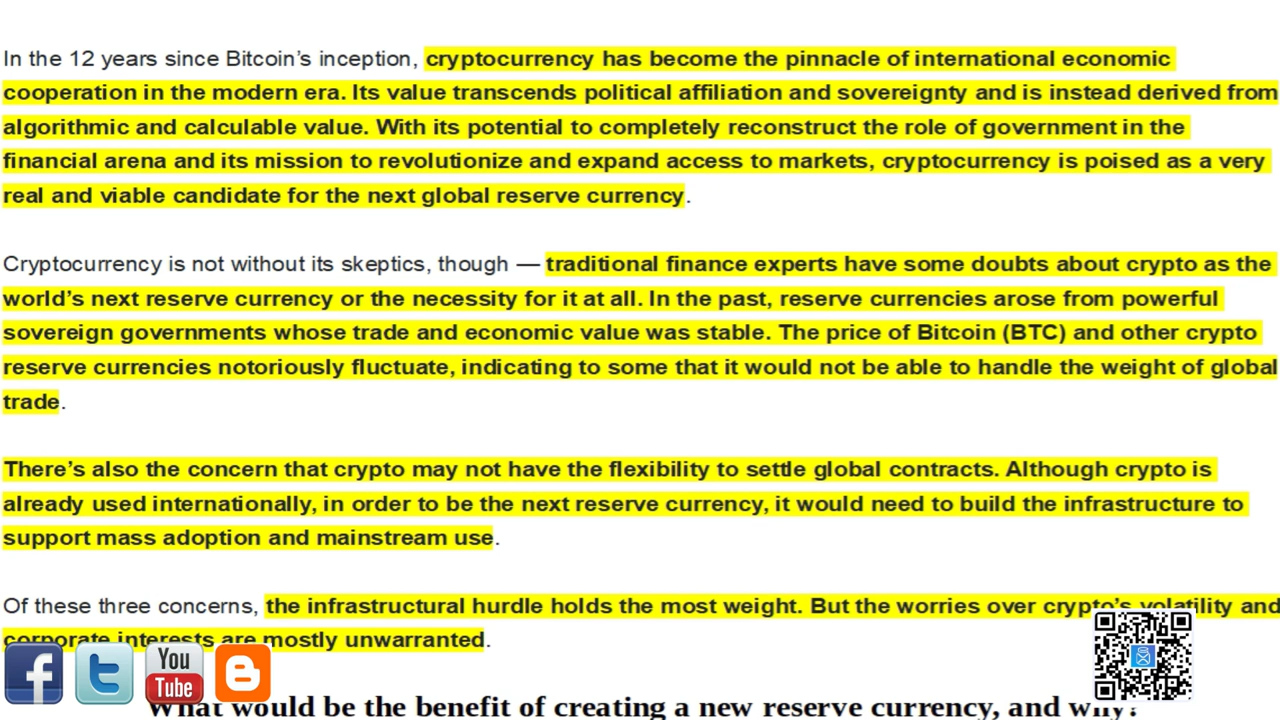 In the 12 years since Bitcoin’s inception, cryptocurrency has become the pinnacle of international economic
cooperation in the modern era. Its value transcends political affiliation and sovereignty and is instead derived from
algorithmic and calculable value. With its potential to completely reconstruct the role of government in the
financial arena and its mission to revolutionize and expand access to markets, cryptocurrency is poised as a very
real and viable candidate for the next global reserve currency.
Cryptocurrency is not without its skeptics, though — traditional finance experts have some doubts about crypto as the
world’s next reserve currency or the necessity for it at all. In the past, reserve currencies arose from powerful
sovereign governments whose trade and economic value was stable. The price of Bitcoin (BTC) and other crypto
reserve currencies notoriously fluctuate, indicating to some that it would not be able to handle the weight of global
trade.
There’s also the concern that crypto may not have the flexibility to settle global contracts. Although crypto is
already used internationally, in order to be the next reserve currency, it would need to build the infrastructure to
support mass adoption and mainstream use.
Of these three concerns, the infrastructural hurdle holds the most weight. But the worries over crypto’s volatility and
corporate interests are mostly unwarranted.
f t You Tube B
What would be the benefit of creating a new reserve currency, and why?